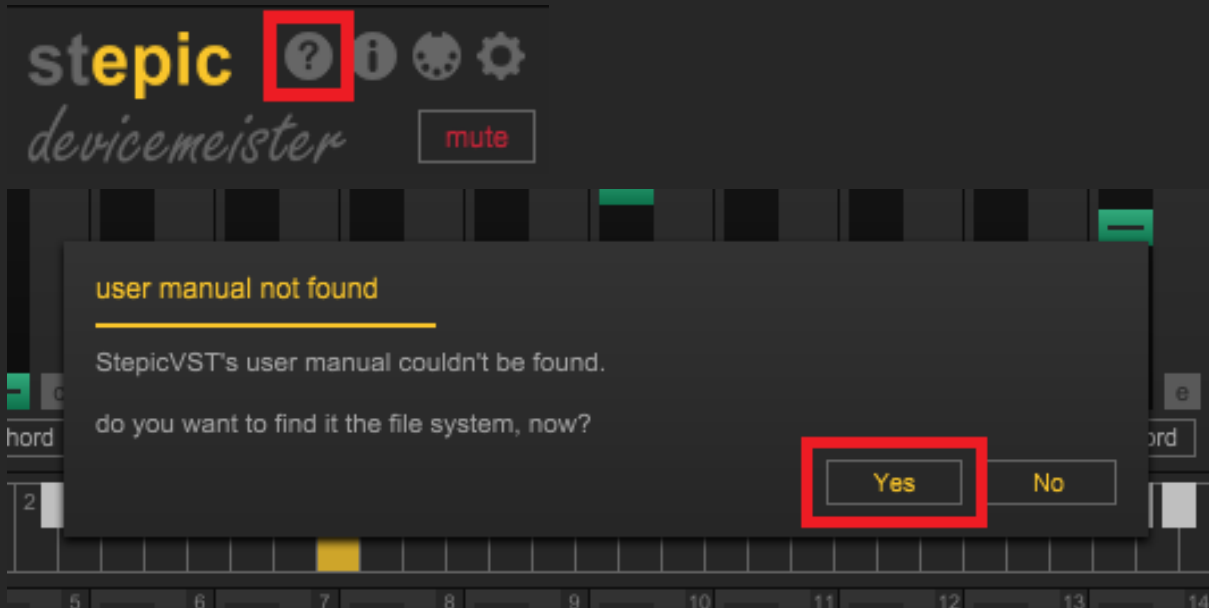 stepic
?
i
devicemeister
mute
user manual not found
StepicVST's user manual couldn't be found.
do you want to find it the file system, now?
e
hord
ord
Yes
No
2
5 6 7 8 9 10 11 12 13 14